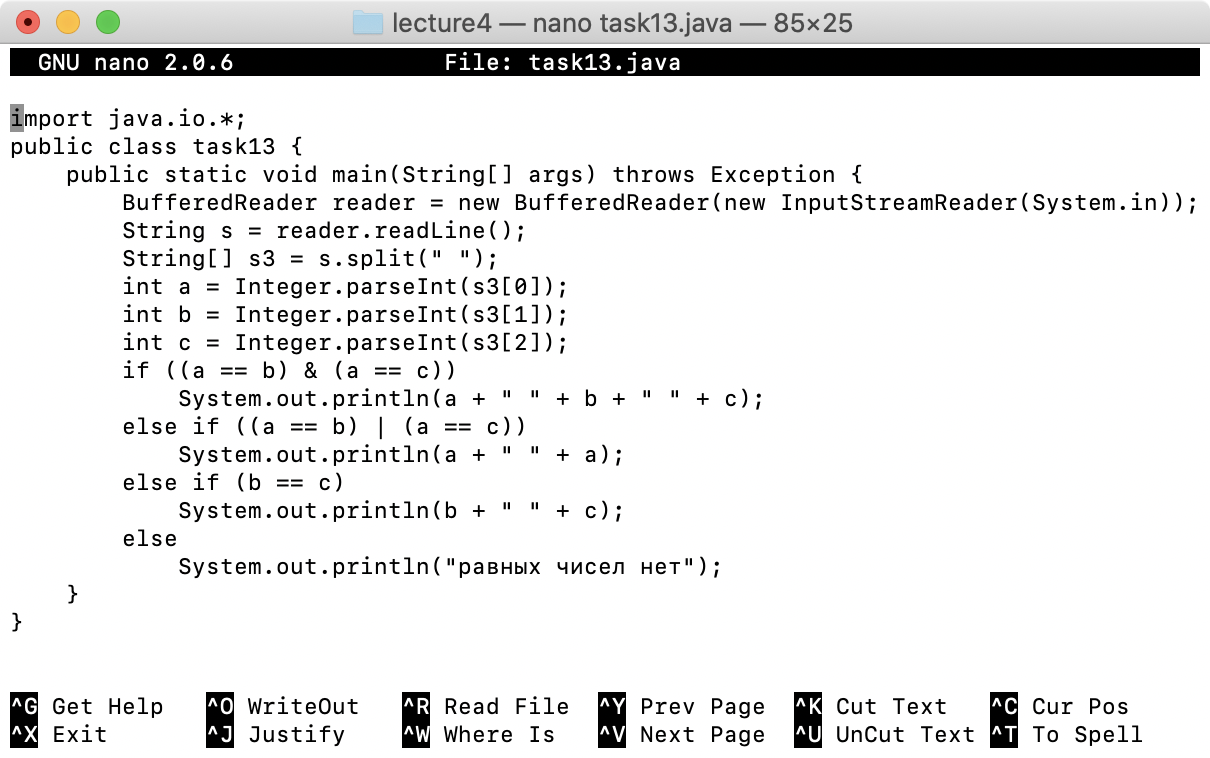 lecture4 — nano task13.java — 85×25
GNU nano 2.0.6 File: task13.java
import java.io.*;
public class task13 {
    public static void main(String[] args) throws Exception {
        BufferedReader reader = new BufferedReader(new InputStreamReader(System.in));
        String s = reader.readLine();
        String[] s3 = s.split(" ");
        int a = Integer.parseInt(s3[0]);
        int b = Integer.parseInt(s3[1]);
        int c = Integer.parseInt(s3[2]);
        if ((a == b) & (a == c))
            System.out.println(a + " " + b + " " + c);
        else if ((a == b) | (a == c))
            System.out.println(a + " " + a);
        else if (b == c)
            System.out.println(b + " " + c);
        else
            System.out.println("равных чисел нет");
    }
}
^G Get Help ^O WriteOut ^R Read File ^Y Prev Page ^K Cut Text ^C Cur Pos
^X Exit ^J Justify ^W Where Is ^V Next Page ^U UnCut Text ^T To Spell